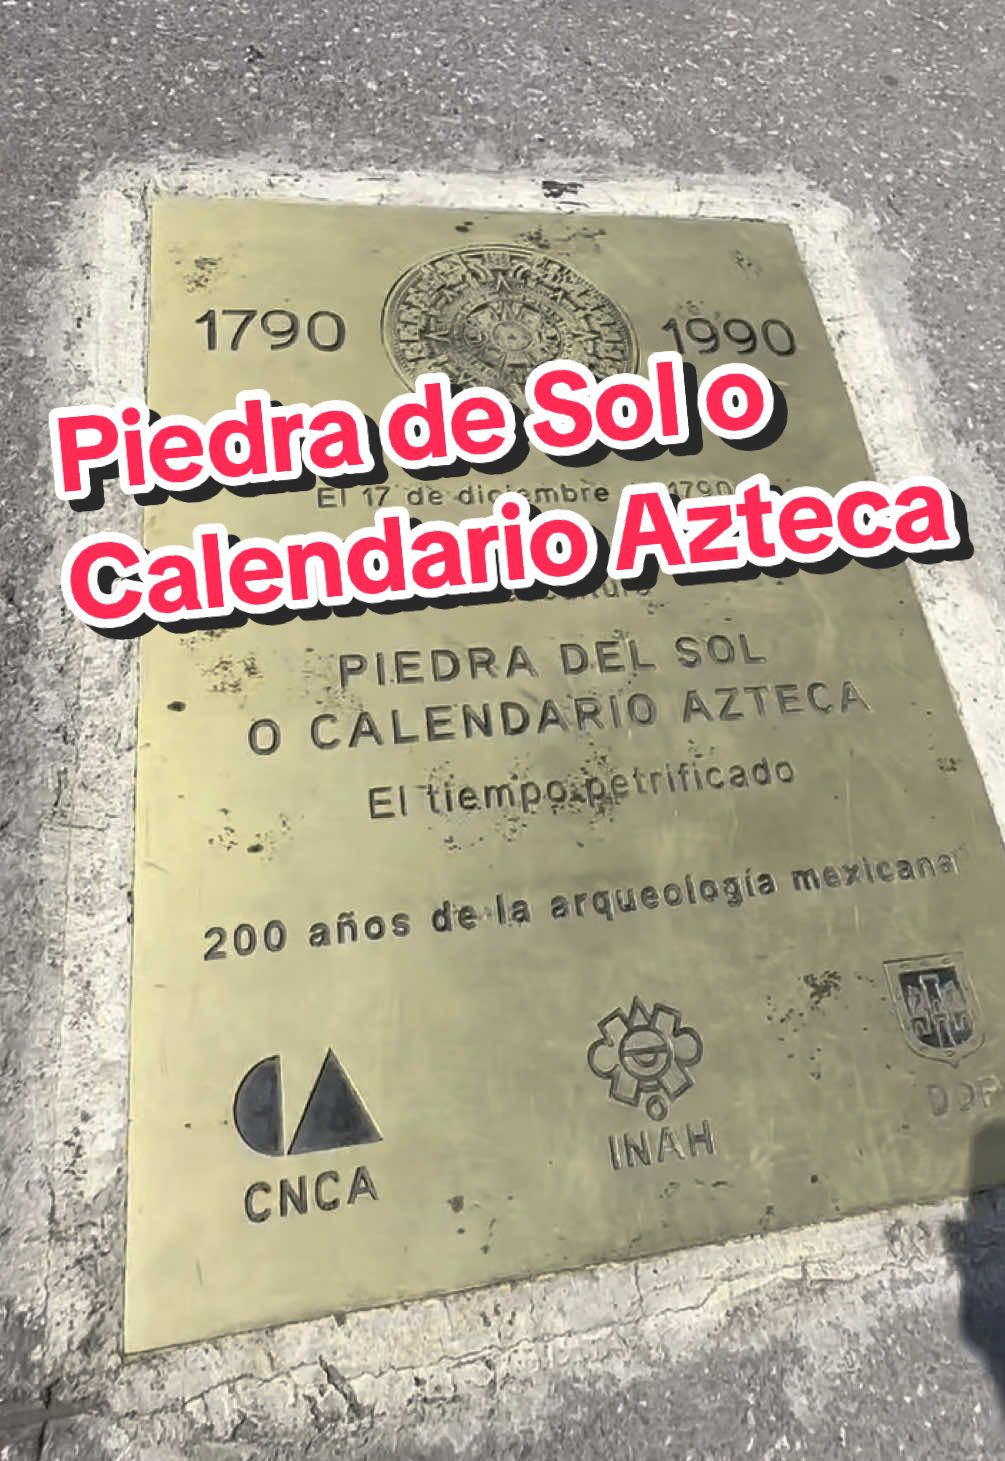 1790 1990
Piedra de Sol o
El 17 de diciembre 1790
Calendario Azteca
PIEDRA DEL SOL
O CALENDARIO AZTECA
El tiempo petrificado
200 años de la arqueología mexicana
CNCA
INAH
DDF